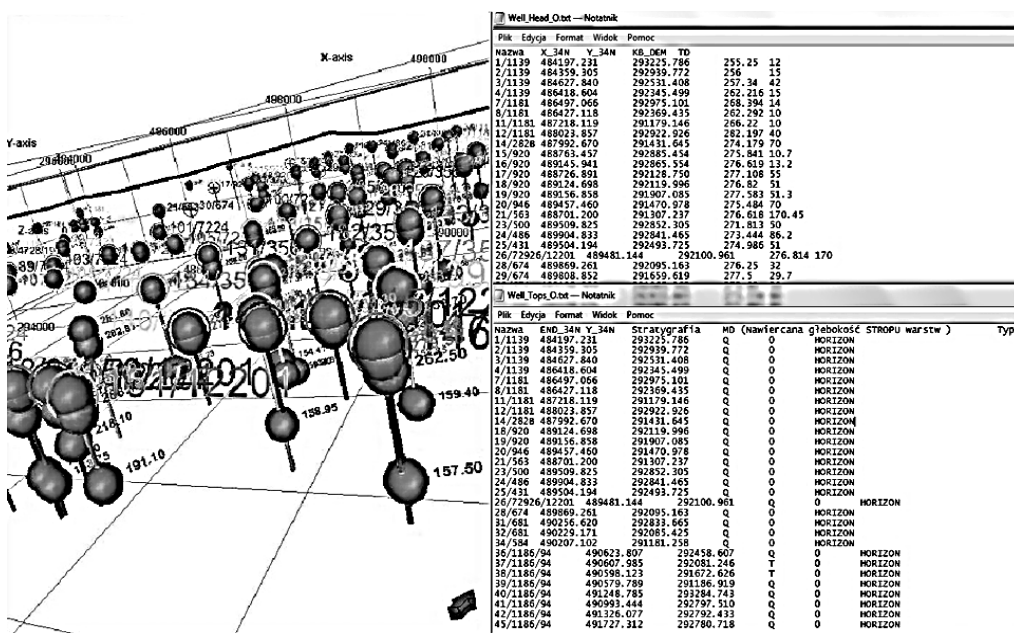 X-axis
490000
488000
486000
Y-axis
294000
Z-axis
30/674
101/7224
103/7224
90000
294000
262.50
159.40
158.95
157.50
218.10
191.10
Well_Head_O.txt — Notatnik
Plik Edycja Format Widok Pomoc
Nazwa X_34N Y_34N KB_DEM TD
1/1139 484197.231 293225.786 255.25 12
2/1139 484359.305 292939.772 256 15
3/1139 484627.840 292531.408 257.34 42
4/1139 486418.604 292345.499 262.216 15
7/1181 486497.066 292975.101 268.394 14
8/1181 486427.118 292369.435 262.292 10
11/1181 487218.119 291179.146 266.22 10
12/1181 488023.857 292922.926 282.197 40
14/2828 487992.670 291431.645 274.179 70
15/920 488763.457 292885.454 275.841 10.7
16/920 489145.941 292865.554 276.619 13.2
17/920 488726.891 292128.750 277.108 55
18/920 489124.698 292119.996 276.82 51
19/920 489156.858 291907.085 277.583 51.3
20/946 489457.460 291470.978 275.484 70
21/563 488701.200 291307.237 276.618 170.45
23/500 489509.825 292852.305 271.813 50
24/486 489904.833 292841.465 273.444 86.2
25/431 489504.194 292493.725 274.986 51
26/72926/12201 489481.144 292100.961 276.814 170
28/674 489869.261 292095.163 276.25 32
29/674 489808.852 291659.619 277.5 29.7
Well_Tops_O.txt — Notatnik
Plik Edycja Format Widok Pomoc
Nazwa END_34N Y_34N Stratygrafia MD (Nawiercana głebokość STROPU warstw ) Typ
1/1139 484197.231 293225.786 Q 0 HORIZON
2/1139 484359.305 292939.772 Q 0 HORIZON
3/1139 484627.840 292531.408 Q 0 HORIZON
4/1139 486418.604 292345.499 Q 0 HORIZON
7/1181 486497.066 292975.101 Q 0 HORIZON
8/1181 486427.118 292369.435 Q 0 HORIZON
11/1181 487218.119 291179.146 Q 0 HORIZON
12/1181 488023.857 292922.926 Q 0 HORIZON
14/2828 487992.670 291431.645 Q 0 HORIZON
18/920 489124.698 292119.996 Q 0 HORIZON
19/920 489156.858 291907.085 Q 0 HORIZON
20/946 489457.460 291470.978 Q 0 HORIZON
21/563 488701.200 291307.237 Q 0 HORIZON
23/500 489509.825 292852.305 Q 0 HORIZON
24/486 489904.833 292841.465 Q 0 HORIZON
25/431 489504.194 292493.725 Q 0 HORIZON
26/72926/12201 489481.144 292100.961 Q 0 HORIZON
28/674 489869.261 292095.163 Q 0 HORIZON
31/681 490256.620 292833.665 Q 0 HORIZON
32/681 490229.171 292085.425 Q 0 HORIZON
34/584 490207.102 291181.258 Q 0 HORIZON
36/1186/94 490623.807 292458.607 Q 0 HORIZON
37/1186/94 490607.985 292081.246 T 0 HORIZON
38/1186/94 490598.123 291672.626 T 0 HORIZON
39/1186/94 490579.789 291186.919 Q 0 HORIZON
40/1186/94 491248.785 293284.743 Q 0 HORIZON
41/1186/94 490993.444 292797.510 Q 0 HORIZON
42/1186/94 491326.077 292792.433 Q 0 HORIZON
45/1186/94 491727.312 292780.718 Q 0 HORIZON